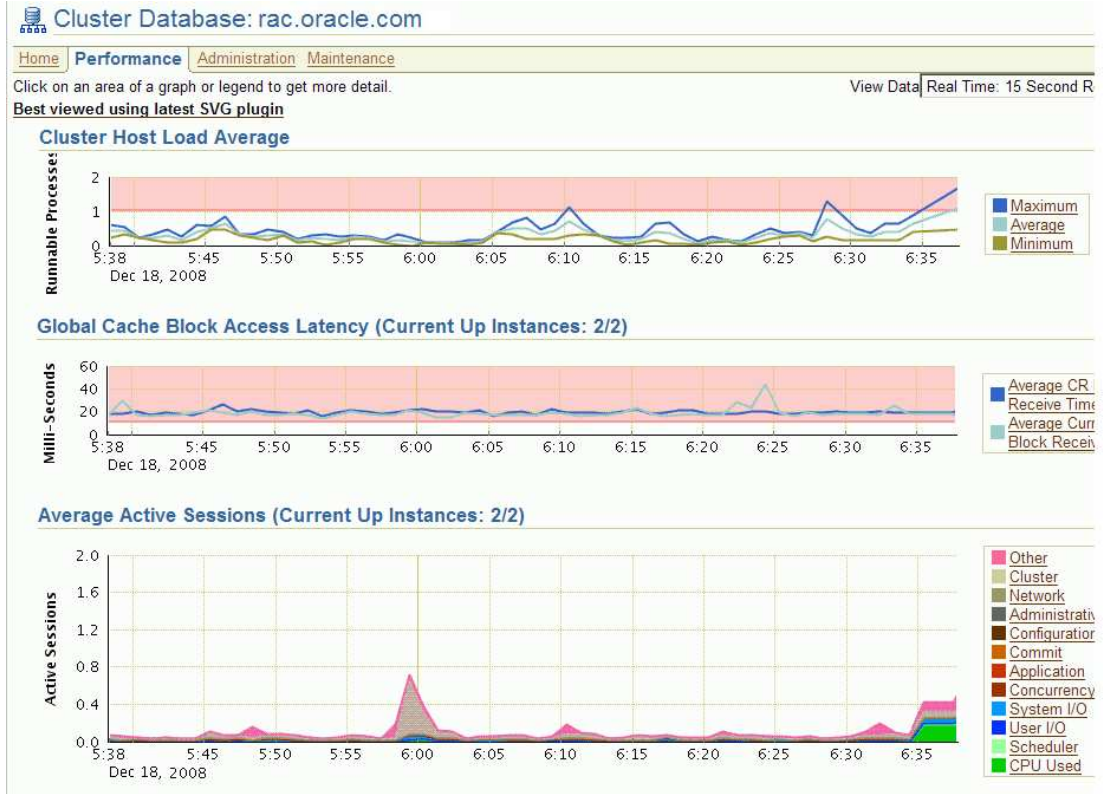 Cluster Database: rac.oracle.com
Home Performance Administration Maintenance
Click on an area of a graph or legend to get more detail.
View Data Real Time: 15 Second R
Best viewed using latest SVG plugin
Cluster Host Load Average
Runnable Processes
2
1
0
5:38 5:45 5:50 5:55 6:00 6:05 6:10 6:15 6:20 6:25 6:30 6:35
Dec 18, 2008
Maximum
Average
Minimum
Global Cache Block Access Latency (Current Up Instances: 2/2)
Milli-Seconds
60
40
20
0
5:38 5:45 5:50 5:55 6:00 6:05 6:10 6:15 6:20 6:25 6:30 6:35
Dec 18, 2008
Average CR
Receive Time
Average Curr
Block Receiv
Average Active Sessions (Current Up Instances: 2/2)
Active Sessions
2.0
1.6
1.2
0.8
0.4
0.0
5:38 5:45 5:50 5:55 6:00 6:05 6:10 6:15 6:20 6:25 6:30 6:35
Dec 18, 2008
Other
Cluster
Network
Administrativ
Configuration
Commit
Application
Concurrency
System I/O
User I/O
Scheduler
CPU Used